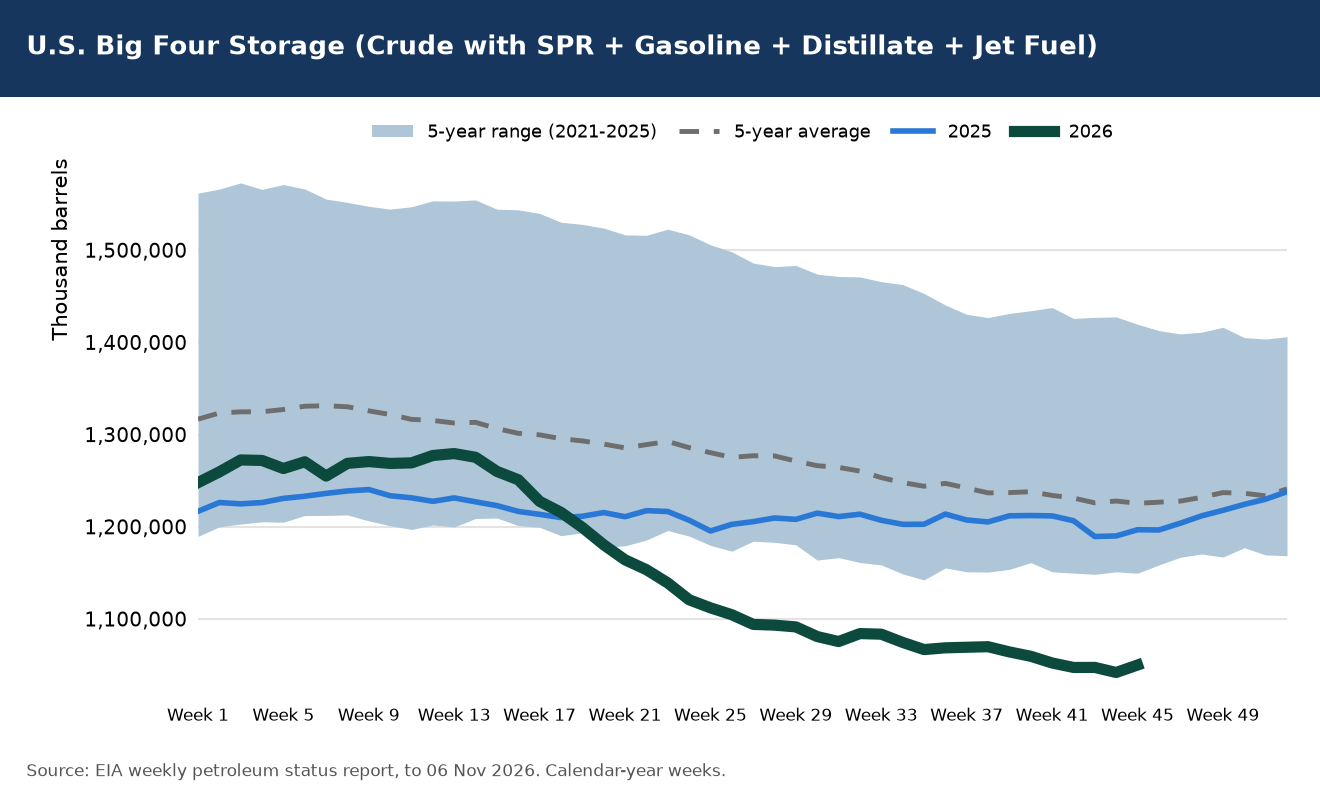 U.S. Big Four Storage (Crude with SPR + Gasoline + Distillate + Jet Fuel)
5-year range (2021-2025) 5-year average 2025 2026
Thousand barrels
1,500,000
1,400,000
1,300,000
1,200,000
1,100,000
Week 1 Week 5 Week 9 Week 13 Week 17 Week 21 Week 25 Week 29 Week 33 Week 37 Week 41 Week 45 Week 49
Source: EIA weekly petroleum status report, to 06 Nov 2026. Calendar-year weeks.